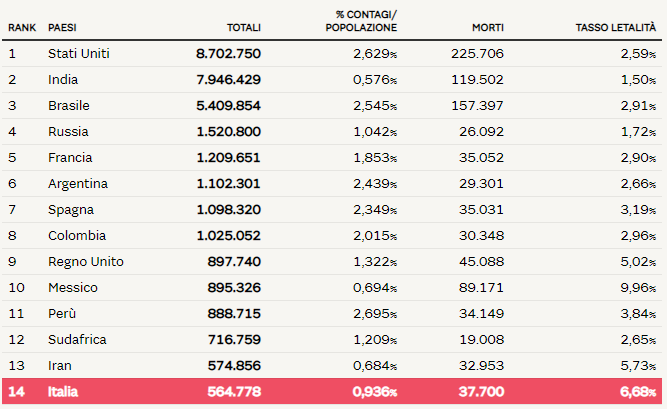 % CONTAGI/
RANK PAESI TOTALI POPOLAZIONE MORTI TASSO LETALITÀ
1 Stati Uniti 8.702.750 2,629% 225.706 2,59%
2 India 7.946.429 0,576% 119.502 1,50%
3 Brasile 5.409.854 2,545% 157.397 2,91%
4 Russia 1.520.800 1,042% 26.092 1,72%
5 Francia 1.209.651 1,853% 35.052 2,90%
6 Argentina 1.102.301 2,439% 29.301 2,66%
7 Spagna 1.098.320 2,349% 35.031 3,19%
8 Colombia 1.025.052 2,015% 30.348 2,96%
9 Regno Unito 897.740 1,322% 45.088 5,02%
10 Messico 895.326 0,694% 89.171 9,96%
11 Perù 888.715 2,695% 34.149 3,84%
12 Sudafrica 716.759 1,209% 19.008 2,65%
13 Iran 574.856 0,684% 32.953 5,73%
14 Italia 564.778 0,936% 37.700 6,68%